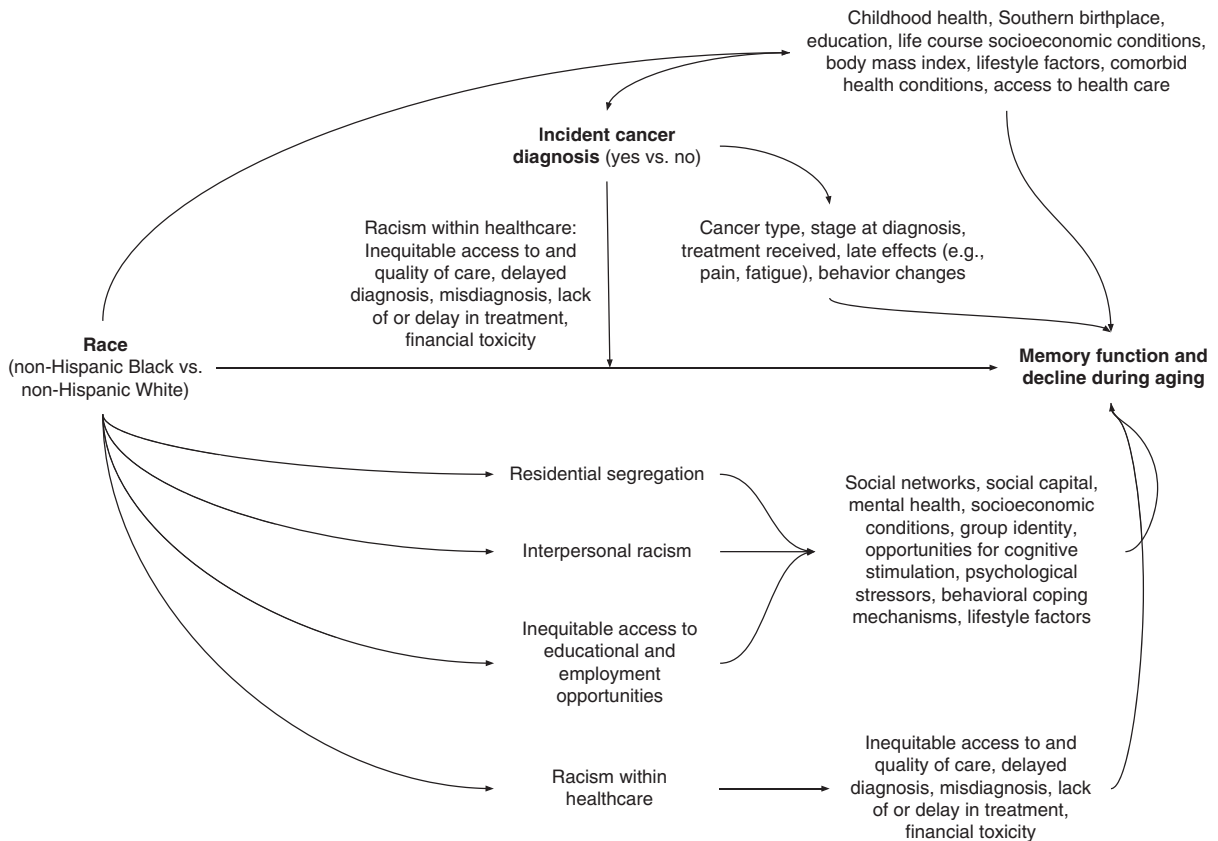 Childhood health, Southern birthplace,
education, life course socioeconomic conditions,
body mass index, lifestyle factors, comorbid
health conditions, access to health care
Incident cancer
diagnosis (yes vs. no)
Racism within healthcare:
Inequitable access to and
quality of care, delayed
diagnosis, misdiagnosis, lack
of or delay in treatment,
financial toxicity
Cancer type, stage at diagnosis,
treatment received, late effects (e.g.,
pain, fatigue), behavior changes
Race
(non-Hispanic Black vs.
non-Hispanic White)
Memory function and
decline during aging
Residential segregation
Interpersonal racism
Inequitable access to
educational and
employment
opportunities
Social networks, social capital,
mental health, socioeconomic
conditions, group identity,
opportunities for cognitive
stimulation, psychological
stressors, behavioral coping
mechanisms, lifestyle factors
Racism within
healthcare
Inequitable access to and
quality of care, delayed
diagnosis, misdiagnosis, lack
of or delay in treatment,
financial toxicity